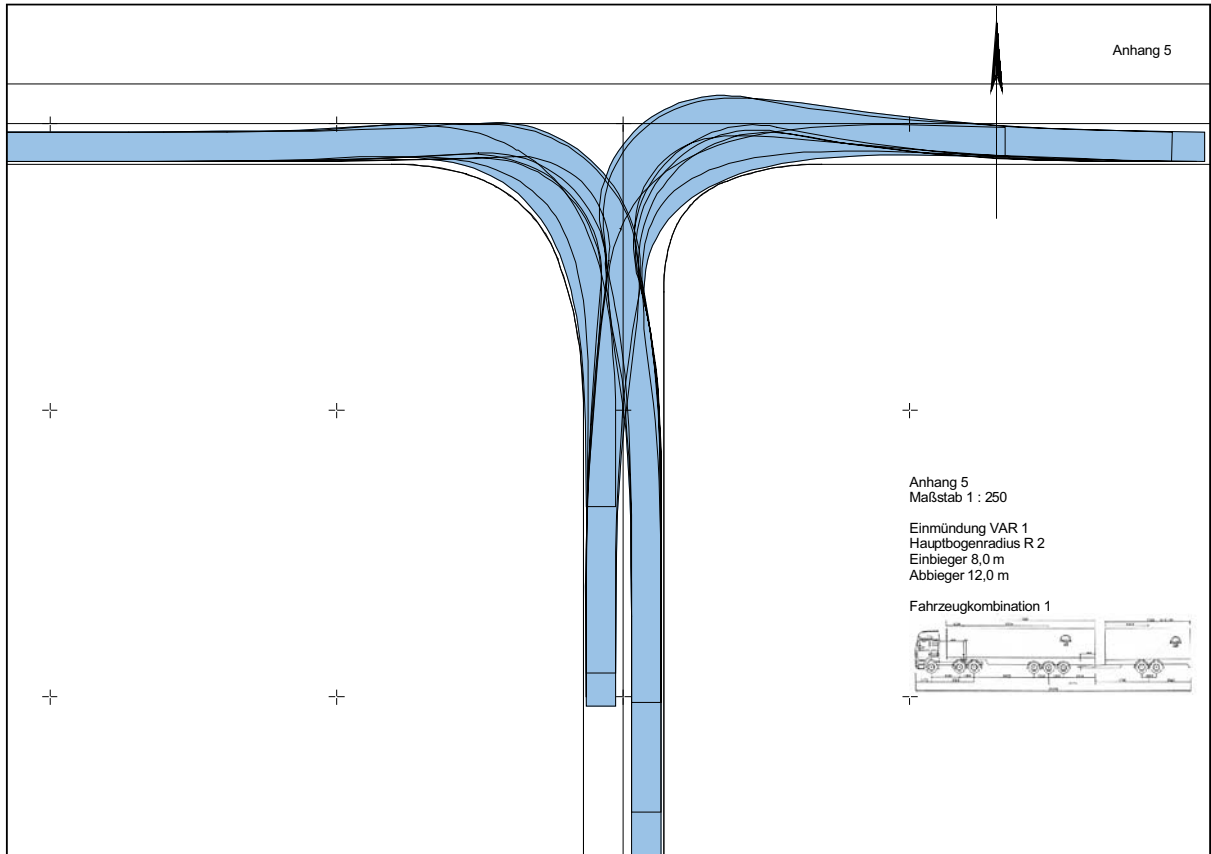 Anhang 5
Anhang 5
Maßstab 1 : 250
Einmündung VAR 1
Hauptbogenradius R 2
Einbieger 8,0 m
Abbieger 12,0 m
Fahrzeugkombination 1